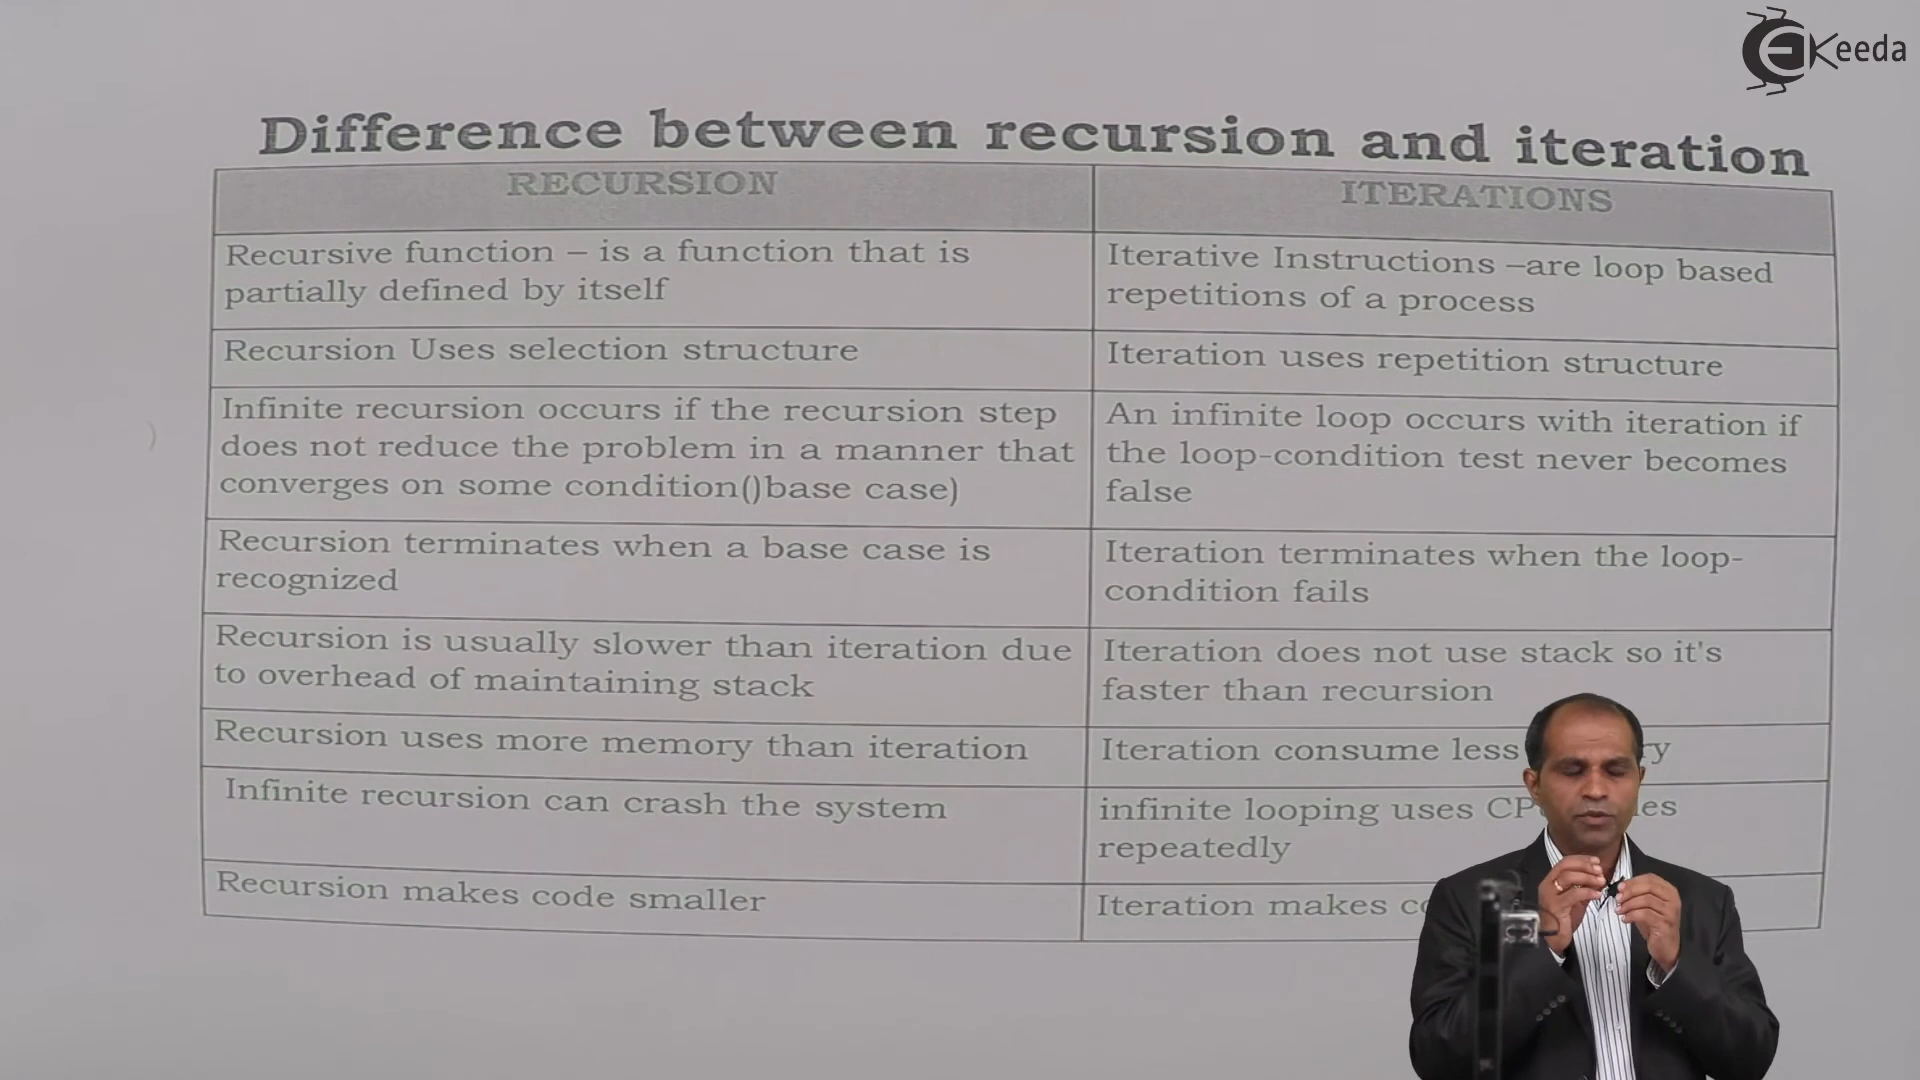 Keeda
Difference between recursion and iteration
RECURSION
ITERATIONS
Recursive function – is a function that is
partially defined by itself
Iterative Instructions –are loop based
repetitions of a process
Recursion Uses selection structure
Iteration uses repetition structure
Infinite recursion occurs if the recursion step
does not reduce the problem in a manner that
converges on some condition()base case)
An infinite loop occurs with iteration if
the loop-condition test never becomes
false
Recursion terminates when a base case is
recognized
Iteration terminates when the loop-
condition fails
Recursion is usually slower than iteration due
to overhead of maintaining stack
Iteration does not use stack so it's
faster than recursion
Recursion uses more memory than iteration
Iteration consume less
Infinite recursion can crash the system
infinite looping uses
repeatedly
Recursion makes code smaller
Iteration makes